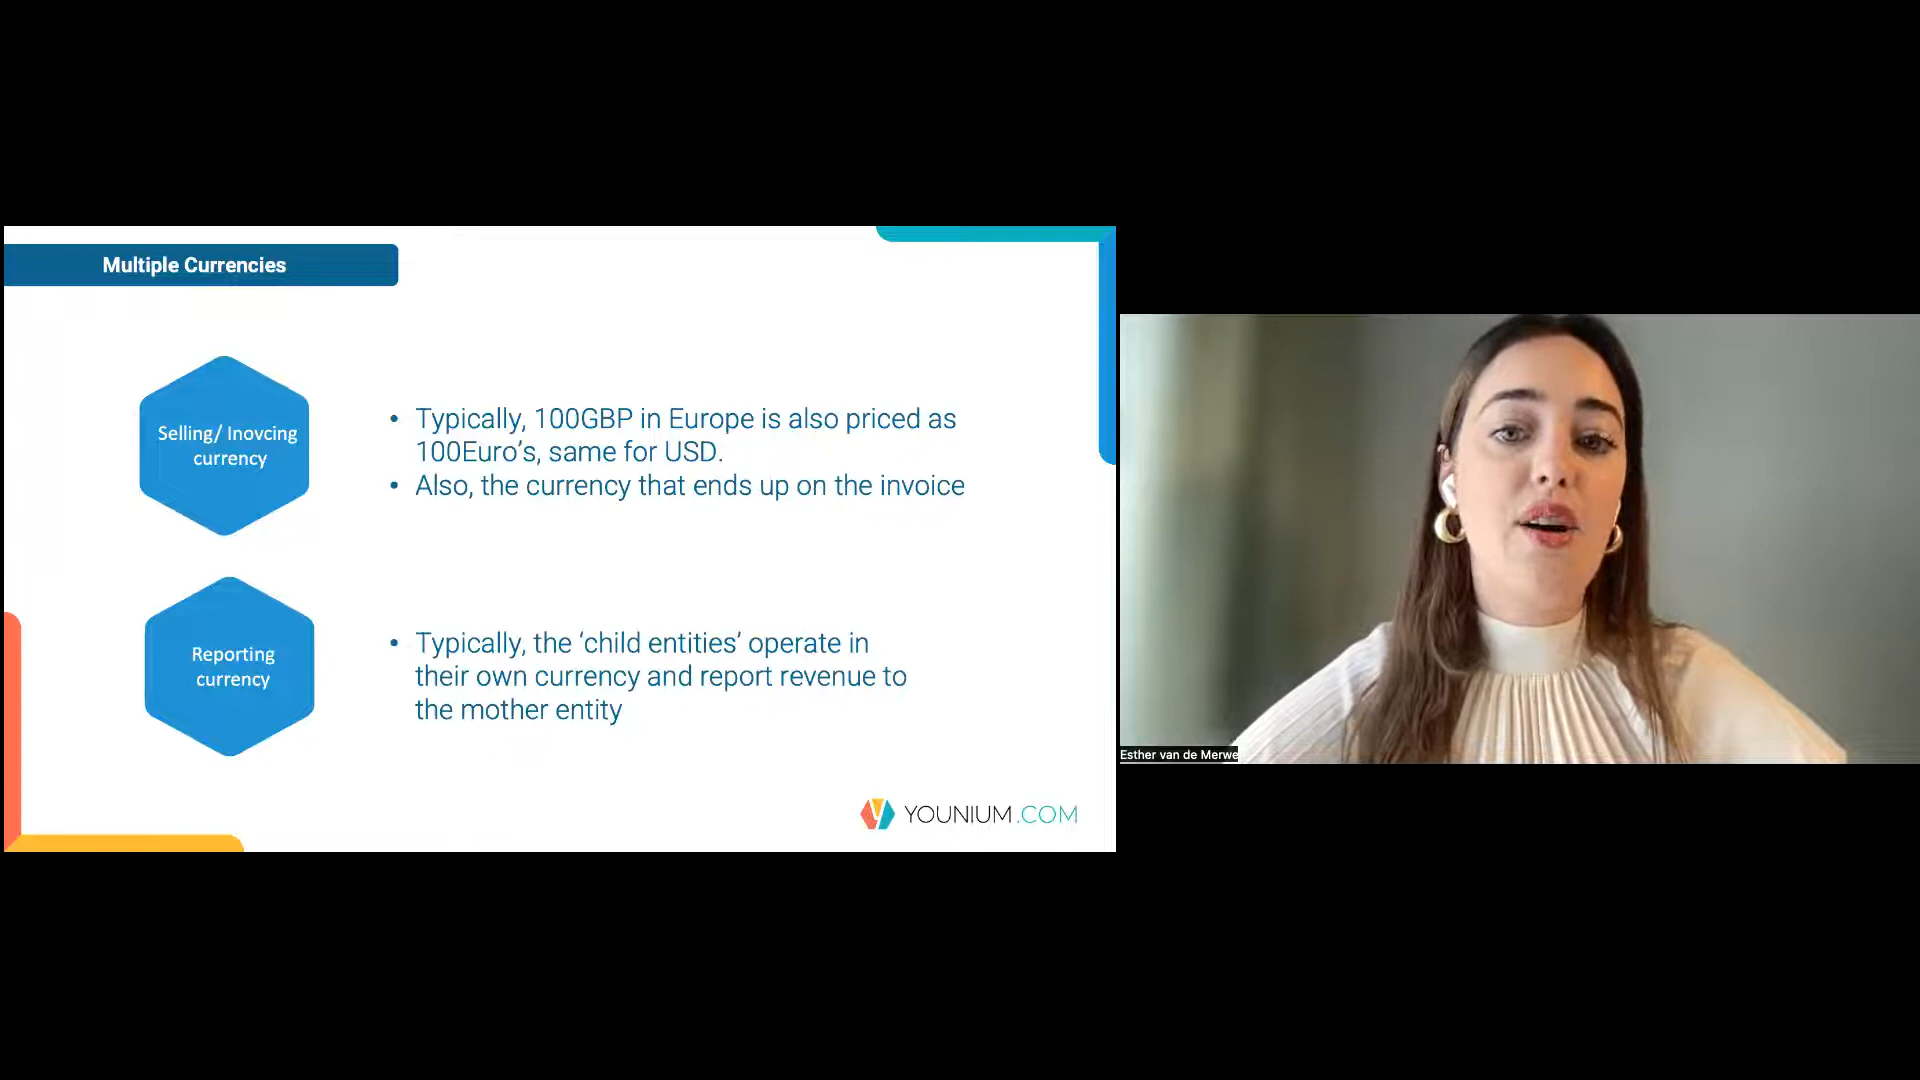 Multiple Currencies
Selling/ Inovcing
currency
• Typically, 100GBP in Europe is also priced as
100Euro’s, same for USD.
• Also, the currency that ends up on the invoice
Reporting
currency
• Typically, the ‘child entities’ operate in
their own currency and report revenue to
the mother entity
YOUNIUM.COM
Esther van de Merwe